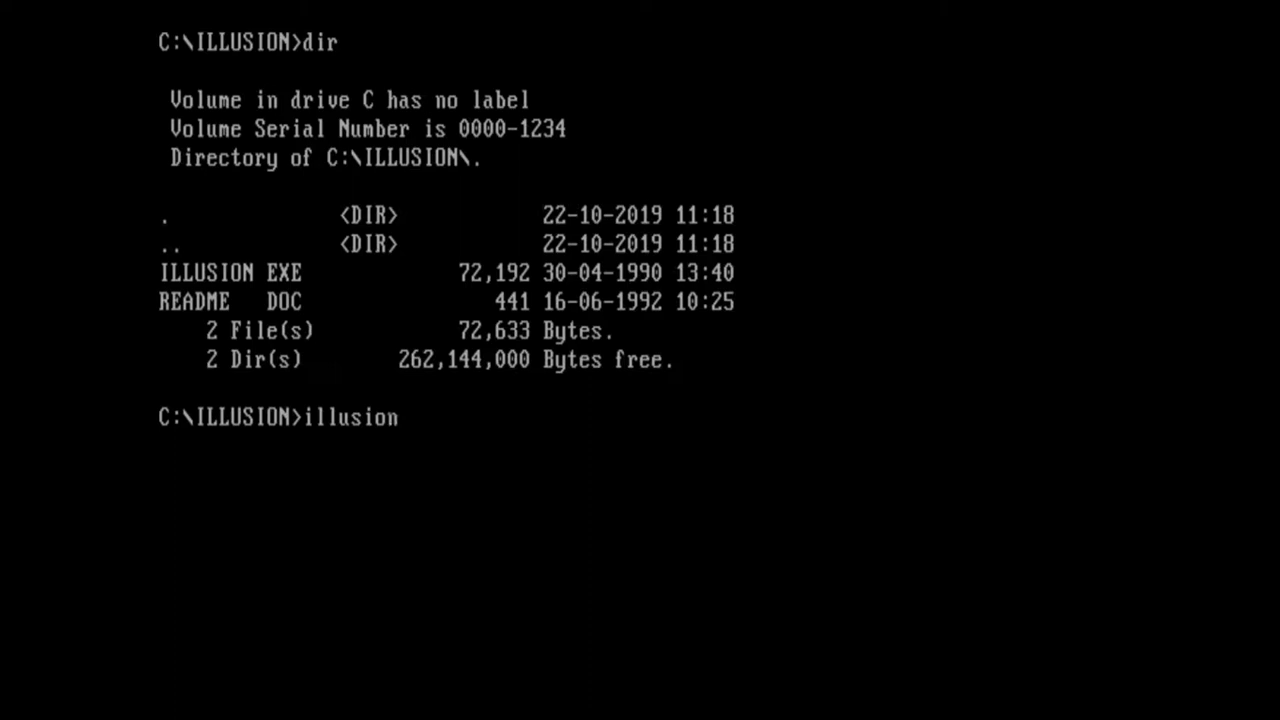 C:\ILLUSION>dir
Volume in drive C has no label
Volume Serial Number is 0000-1234
Directory of C:\ILLUSION\.
. <DIR> 22-10-2019 11:18
.. <DIR> 22-10-2019 11:18
ILLUSION EXE 72,192 30-04-1990 13:40
README DOC 441 16-06-1992 10:25
2 File(s) 72,633 Bytes.
2 Dir(s) 262,144,000 Bytes free.
C:\ILLUSION>illusion